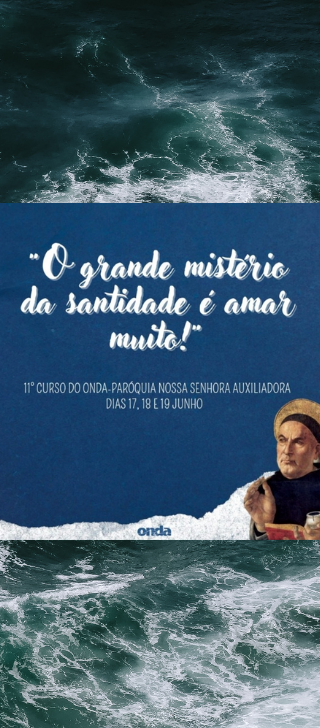 "O grande mistério
da santidade é amar
muito!"
11° CURSO DO ONDA-PARÓQUIA NOSSA SENHORA AUXILIADORA
DIAS 17, 18 E 19 JUNHO
onda